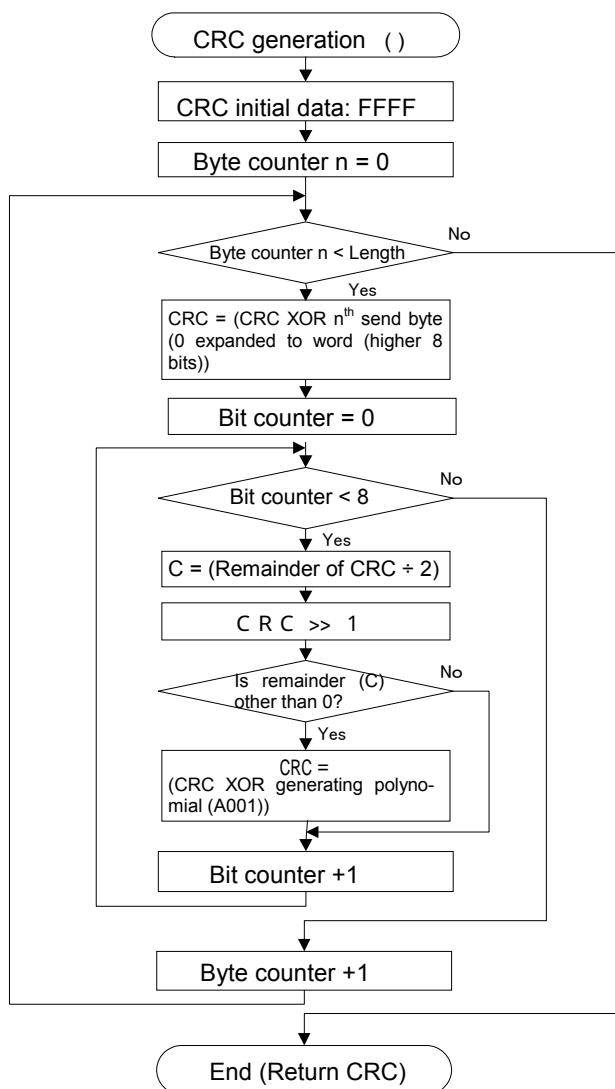 CRC generation ( )
CRC initial data: FFFF
Byte counter n = 0
Byte counter n < Length
No
Yes
CRC = (CRC XOR nth send byte
(0 expanded to word (higher 8
bits))
Bit counter = 0
Bit counter < 8
No
Yes
C = (Remainder of CRC ÷ 2)
CRC >> 1
Is remainder (C)
other than 0?
No
Yes
CRC =
(CRC XOR generating polyno-
mial (A001))
Bit counter +1
Byte counter +1
End (Return CRC)